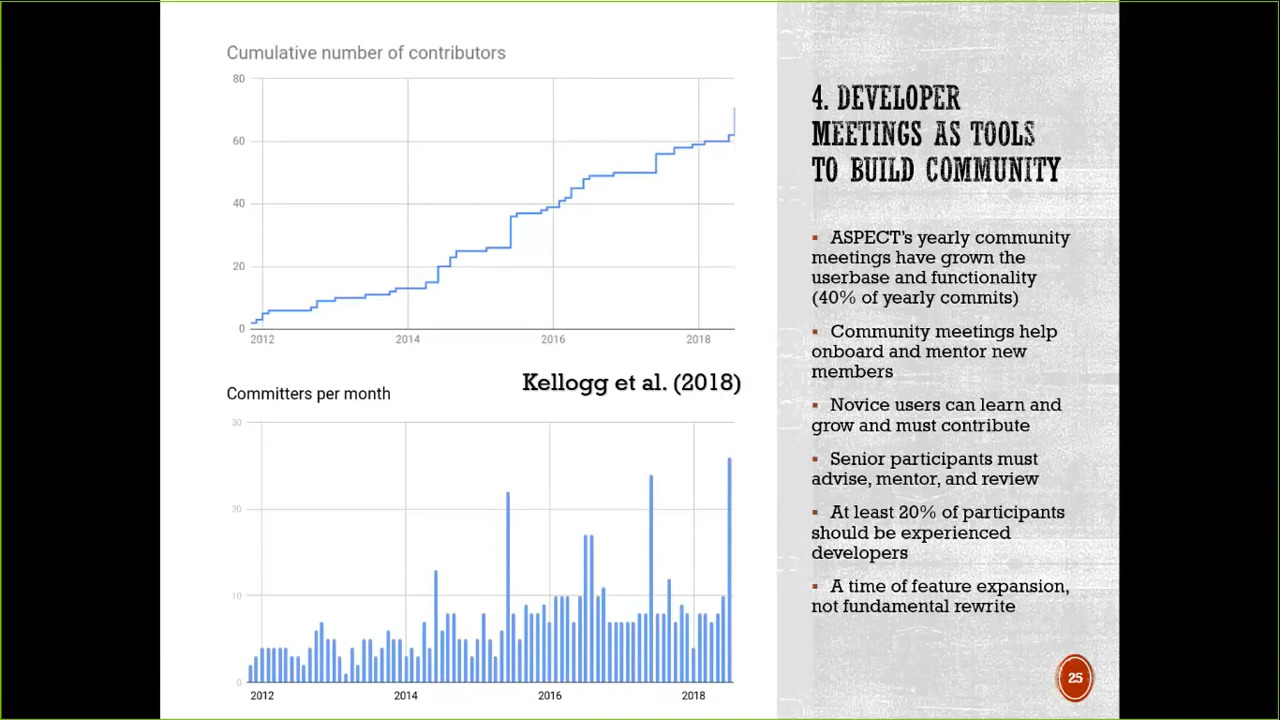 Cumulative number of contributors
80
60
40
20
0
2012 2014 2016 2018
Kellogg et al. (2018)
Committers per month
30
20
10
0
2012 2014 2016 2018
4. DEVELOPER
MEETINGS AS TOOLS
TO BUILD COMMUNITY
▪ ASPECT's yearly community
meetings have grown the
userbase and functionality
(40% of yearly commits)
▪ Community meetings help
onboard and mentor new
members
▪ Novice users can learn and
grow and must contribute
▪ Senior participants must
advise, mentor, and review
▪ At least 20% of participants
should be experienced
developers
▪ A time of feature expansion,
not fundamental rewrite
25